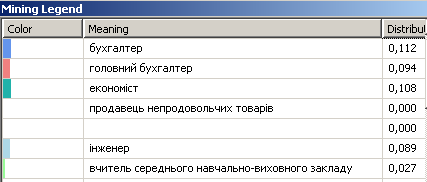 Mining Legend
Color Meaning
бухгалтер 0,112
головний бухгалтер 0,094
економіст 0,108
продавець непродовольчих товарів 0,000
0,000
інженер 0,089
вчитель середнього навчально-виховного закладу 0,027